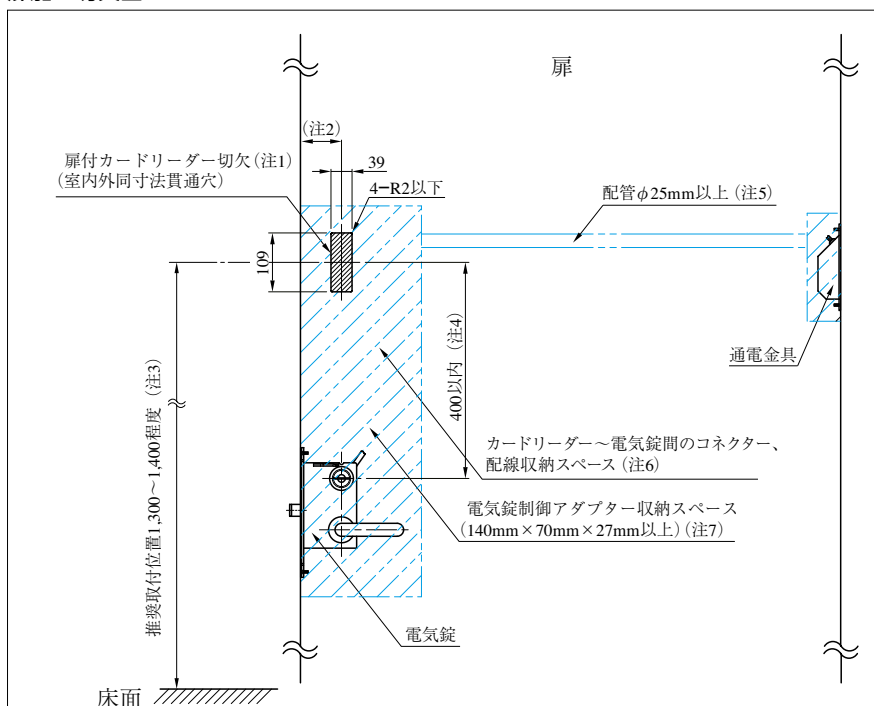 扉
(注2)
扉付カードリーダー切欠(注1)
(室内外同寸法貫通穴)
39
4-R2以下
配管φ25mm以上(注5)
109
400以内(注4)
通電金具
推奨取付位置1,300~1,400程度(注3)
カードリーダー~電気錠間のコネクター、
配線収納スペース(注6)
電気錠制御アダプター収納スペース
(140mm×70mm×27mm以上)(注7)
電気錠
床面